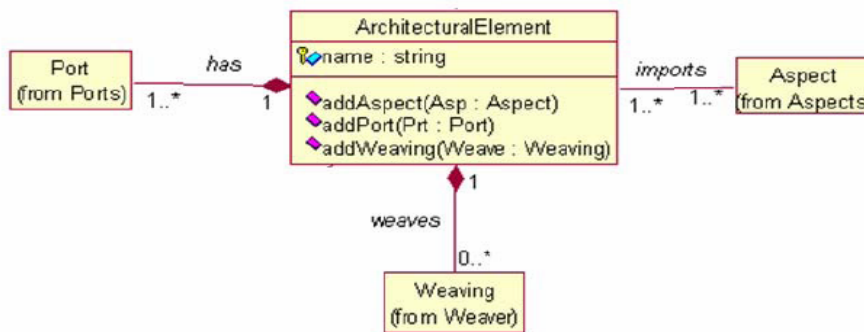 ArchitecturalElement
name : string
addAspect(Asp : Aspect)
addPort(Prt : Port)
addWeaving(Weave : Weaving)
Port
(from Ports)
has
1..*
1
imports
1..*
1..*
Aspect
(from Aspects
1
weaves
0..*
Weaving
(from Weaver)